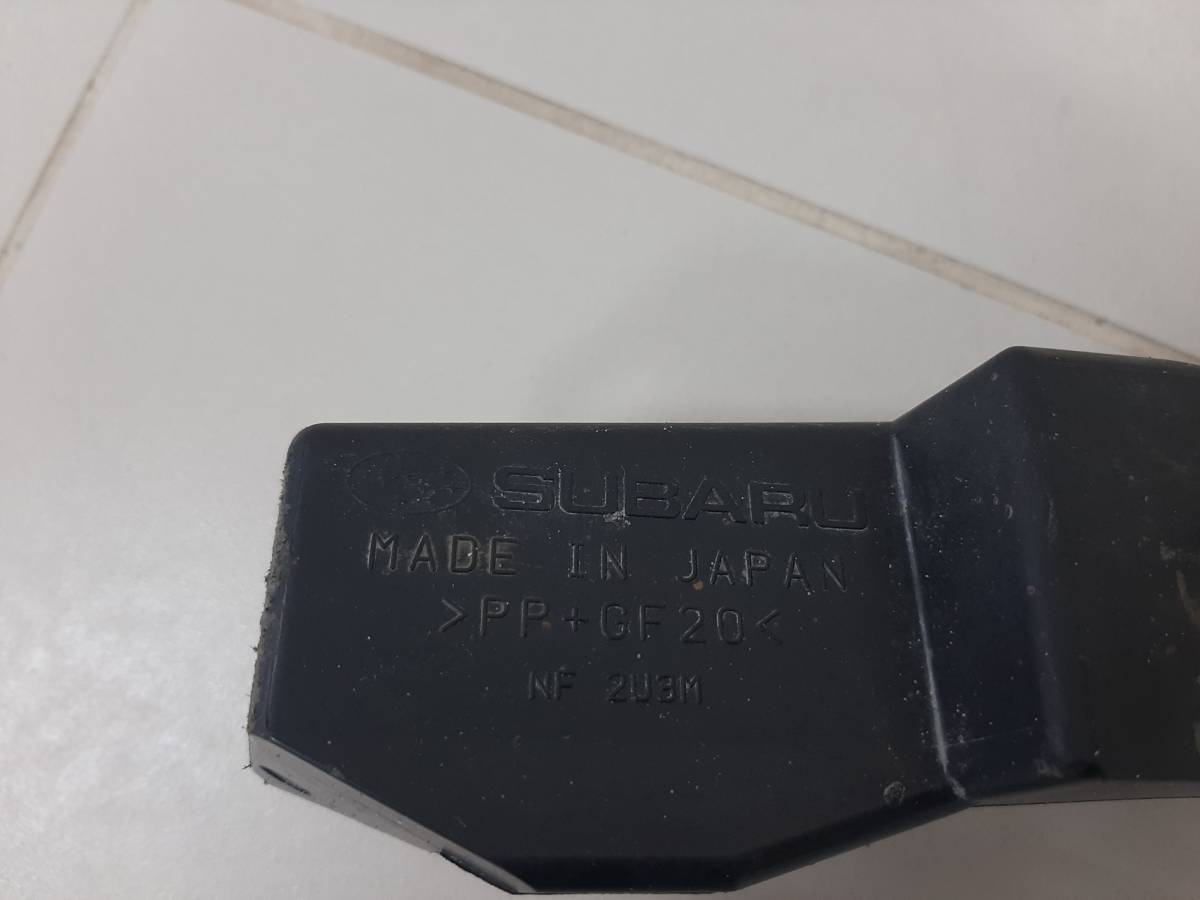 SUBARU
MADE IN JAPAN
>PP+GF20<
NF 2U3M